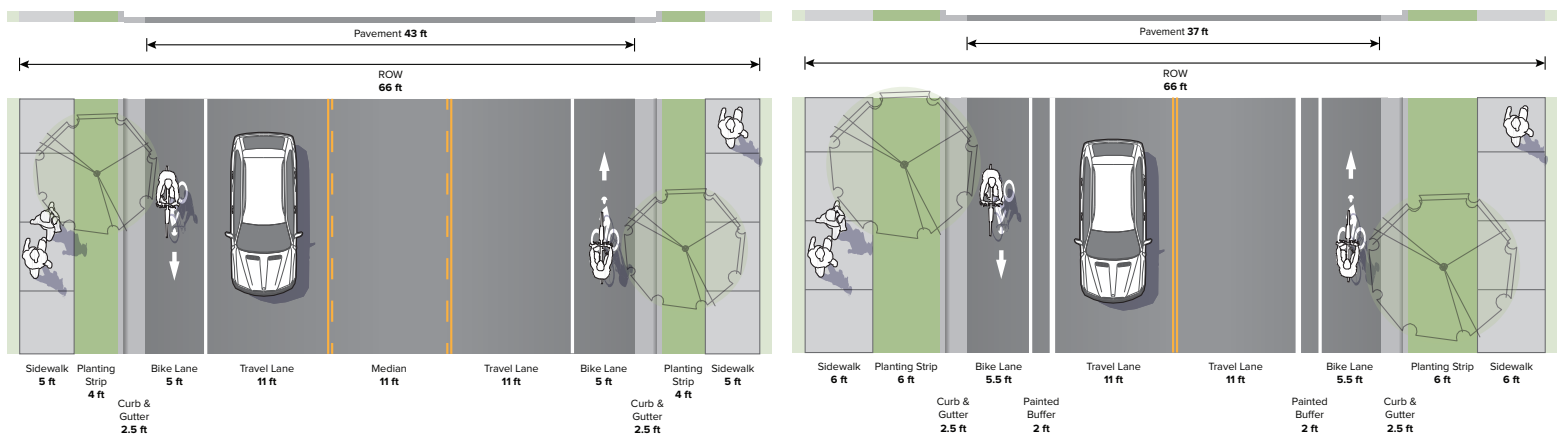 Pavement 43 ft
ROW
66 ft
Sidewalk
5 ft
Planting
Strip
4 ft
Curb &
Gutter
2.5 ft
Bike Lane
5 ft
Travel Lane
11 ft
Median
11 ft
Travel Lane
11 ft
Bike Lane
5 ft
Curb &
Gutter
2.5 ft
Planting
Strip
4 ft
Sidewalk
5 ft
Pavement 37 ft
ROW
66 ft
Sidewalk
6 ft
Planting Strip
6 ft
Curb &
Gutter
2.5 ft
Bike Lane
5.5 ft
Painted
Buffer
2 ft
Travel Lane
11 ft
Travel Lane
11 ft
Painted
Buffer
2 ft
Bike Lane
5.5 ft
Curb &
Gutter
2.5 ft
Planting Strip
6 ft
Sidewalk
6 ft